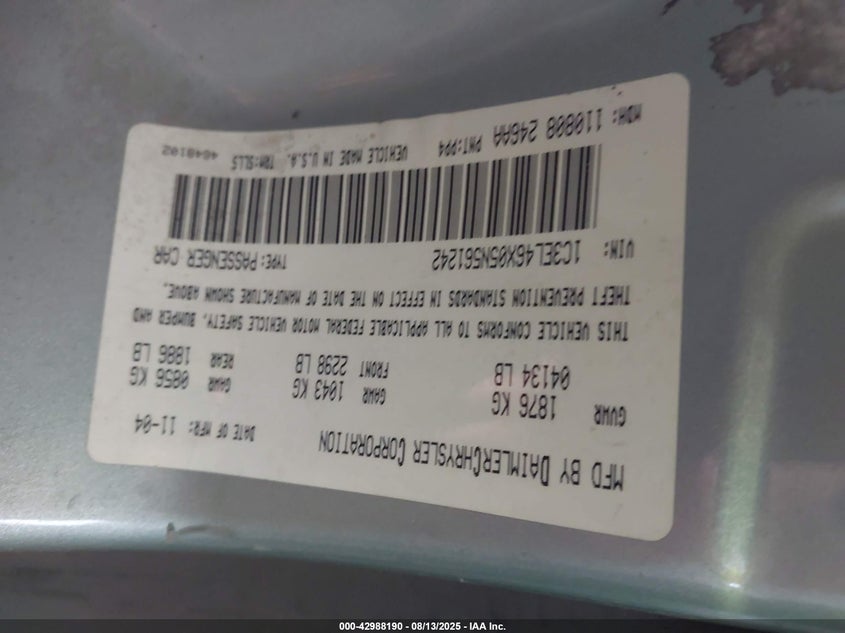 MFD BY DAIMLERCHRYSLER CORPORATION
DATE OF MFR: 11-04
GVWR
1876 KG
04134 LB
GAWR
FRONT
1043 KG
2298 LB
GAWR
REAR
0856 KG
1886 LB
THIS VEHICLE CONFORMS TO ALL APPLICABLE FEDERAL MOTOR VEHICLE SAFETY, BUMPER AND
THEFT PREVENTION STANDARDS IN EFFECT ON THE DATE OF MANUFACTURE SHOWN ABOVE.
VIN: 1C3EL46X05N561242 TYPE: PASSENGER CAR
MDH: 110808 246AA PNT:PP4 VEHICLE MADE IN U.S.A. TRM:SLL5 4648102
000-42988190 - 08/13/2025 - IAA Inc.